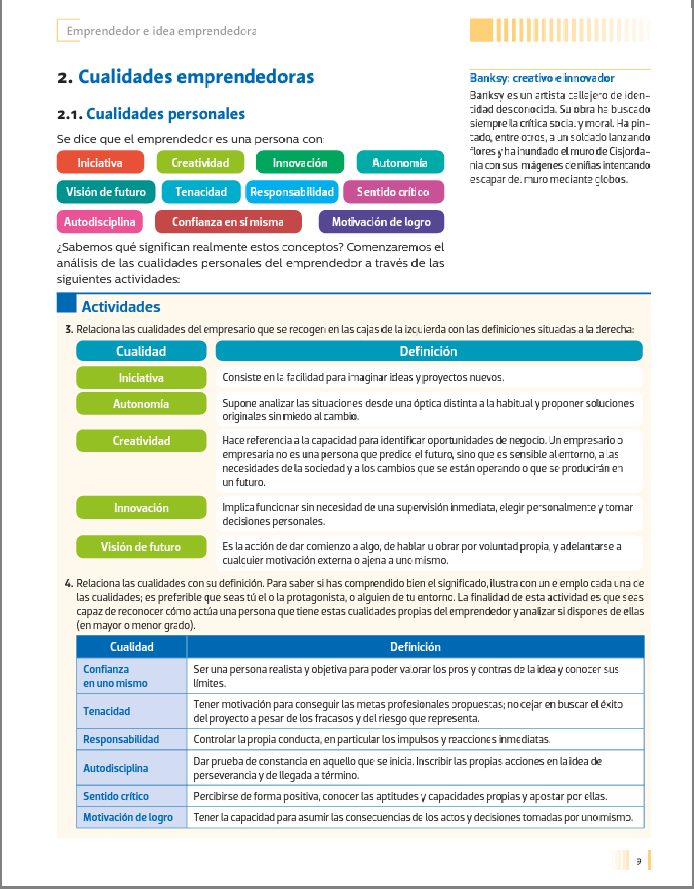 Emprendedor e idea emprendedora
2. Cualidades emprendedoras
2.1. Cualidades personales
Se dice que el emprendedor es una persona con:
Iniciativa
Creatividad
Innovación
Autonomía
Visión de futuro
Tenacidad
Responsabilidad
Sentido crítico
Autodisciplina
Confianza en sí misma
Motivación de logro
¿Sabemos qué significan realmente estos conceptos? Comenzaremos el
análisis de las cualidades personales del emprendedor a través de las
siguientes actividades:
Banksy: creativo e innovador
Banksy es un artista callejero de iden-
tidad desconocida. Su obra ha buscado
siempre la crítica social y moral. Ha pin-
tado, entre otros, a un soldado lanzando
flores y ha inundado el muro de Cisjorda-
nia con sus imágenes de niñas intentando
escapar del muro mediante globos.
Actividades
3. Relaciona las cualidades del empresario que se recogen en las cajas de la izquierda con las definiciones situadas a la derecha:
Cualidad
Definición
Iniciativa
Consiste en la facilidad para imaginar ideas y proyectos nuevos.
Autonomía
Supone analizar las situaciones desde una óptica distinta a la habitual y proponer soluciones
originales sin miedo al cambio.
Creatividad
Hace referencia a la capacidad para identificar oportunidades de negocio. Un empresario o
empresaria no es una persona que predice el futuro, sino que es sensible al entorno, a las
necesidades de la sociedad y a los cambios que se están operando o que se producirán en
un futuro.
Innovación
Implica funcionar sin necesidad de una supervisión inmediata, elegir personalmente y tomar
decisiones personales.
Visión de futuro
Es la acción de dar comienzo a algo, de hablar u obrar por voluntad propia, y adelantarse a
cualquier motivación externa o ajena a uno mismo.
4. Relaciona las cualidades con su definición. Para saber si has comprendido bien el significado, ilustra con un ejemplo cada una de
las cualidades; es preferible que seas tú el o la protagonista, o alguien de tu entorno. La finalidad de esta actividad es que seas
capaz de reconocer cómo actúa una persona que tiene estas cualidades propias del emprendedor y analizar si dispones de ellas
(en mayor o menor grado).
Cualidad
Definición
Confianza
en uno mismo
Ser una persona realista y objetiva para poder valorar los pros y contras de la idea y conocer sus
límites.
Tenacidad
Tener motivación para conseguir las metas profesionales propuestas; no cejar en buscar el éxito
del proyecto a pesar de los fracasos y del riesgo que representa.
Responsabilidad
Controlar la propia conducta, en particular los impulsos y reacciones inmediatas.
Autodisciplina
Dar prueba de constancia en aquello que se inicia. Inscribir las propias acciones en la idea de
perseverancia y de llegada a término.
Sentido crítico
Percibirse de forma positiva, conocer las aptitudes y capacidades propias y apostar por ellas.
Motivación de logro
Tener la capacidad para asumir las consecuencias de los actos y decisiones tomadas por uno mismo.
9